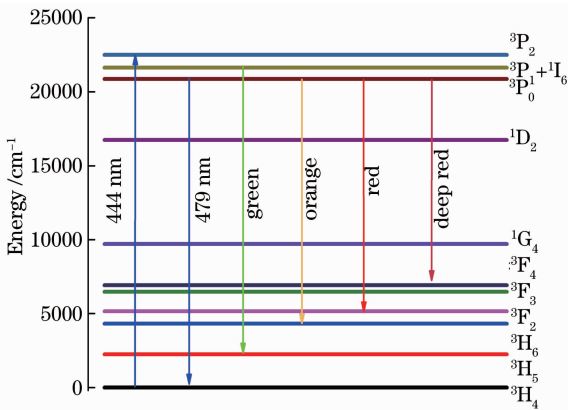 25000
20000
15000
10000
5000
0
Energy /cm⁻¹
444 nm
479 nm
green
orange
red
deep red
³P₂
³P₁+¹I₆
³P₀
¹D₂
¹G₄
³F₄
³F₃
³F₂
³H₆
³H₅
³H₄